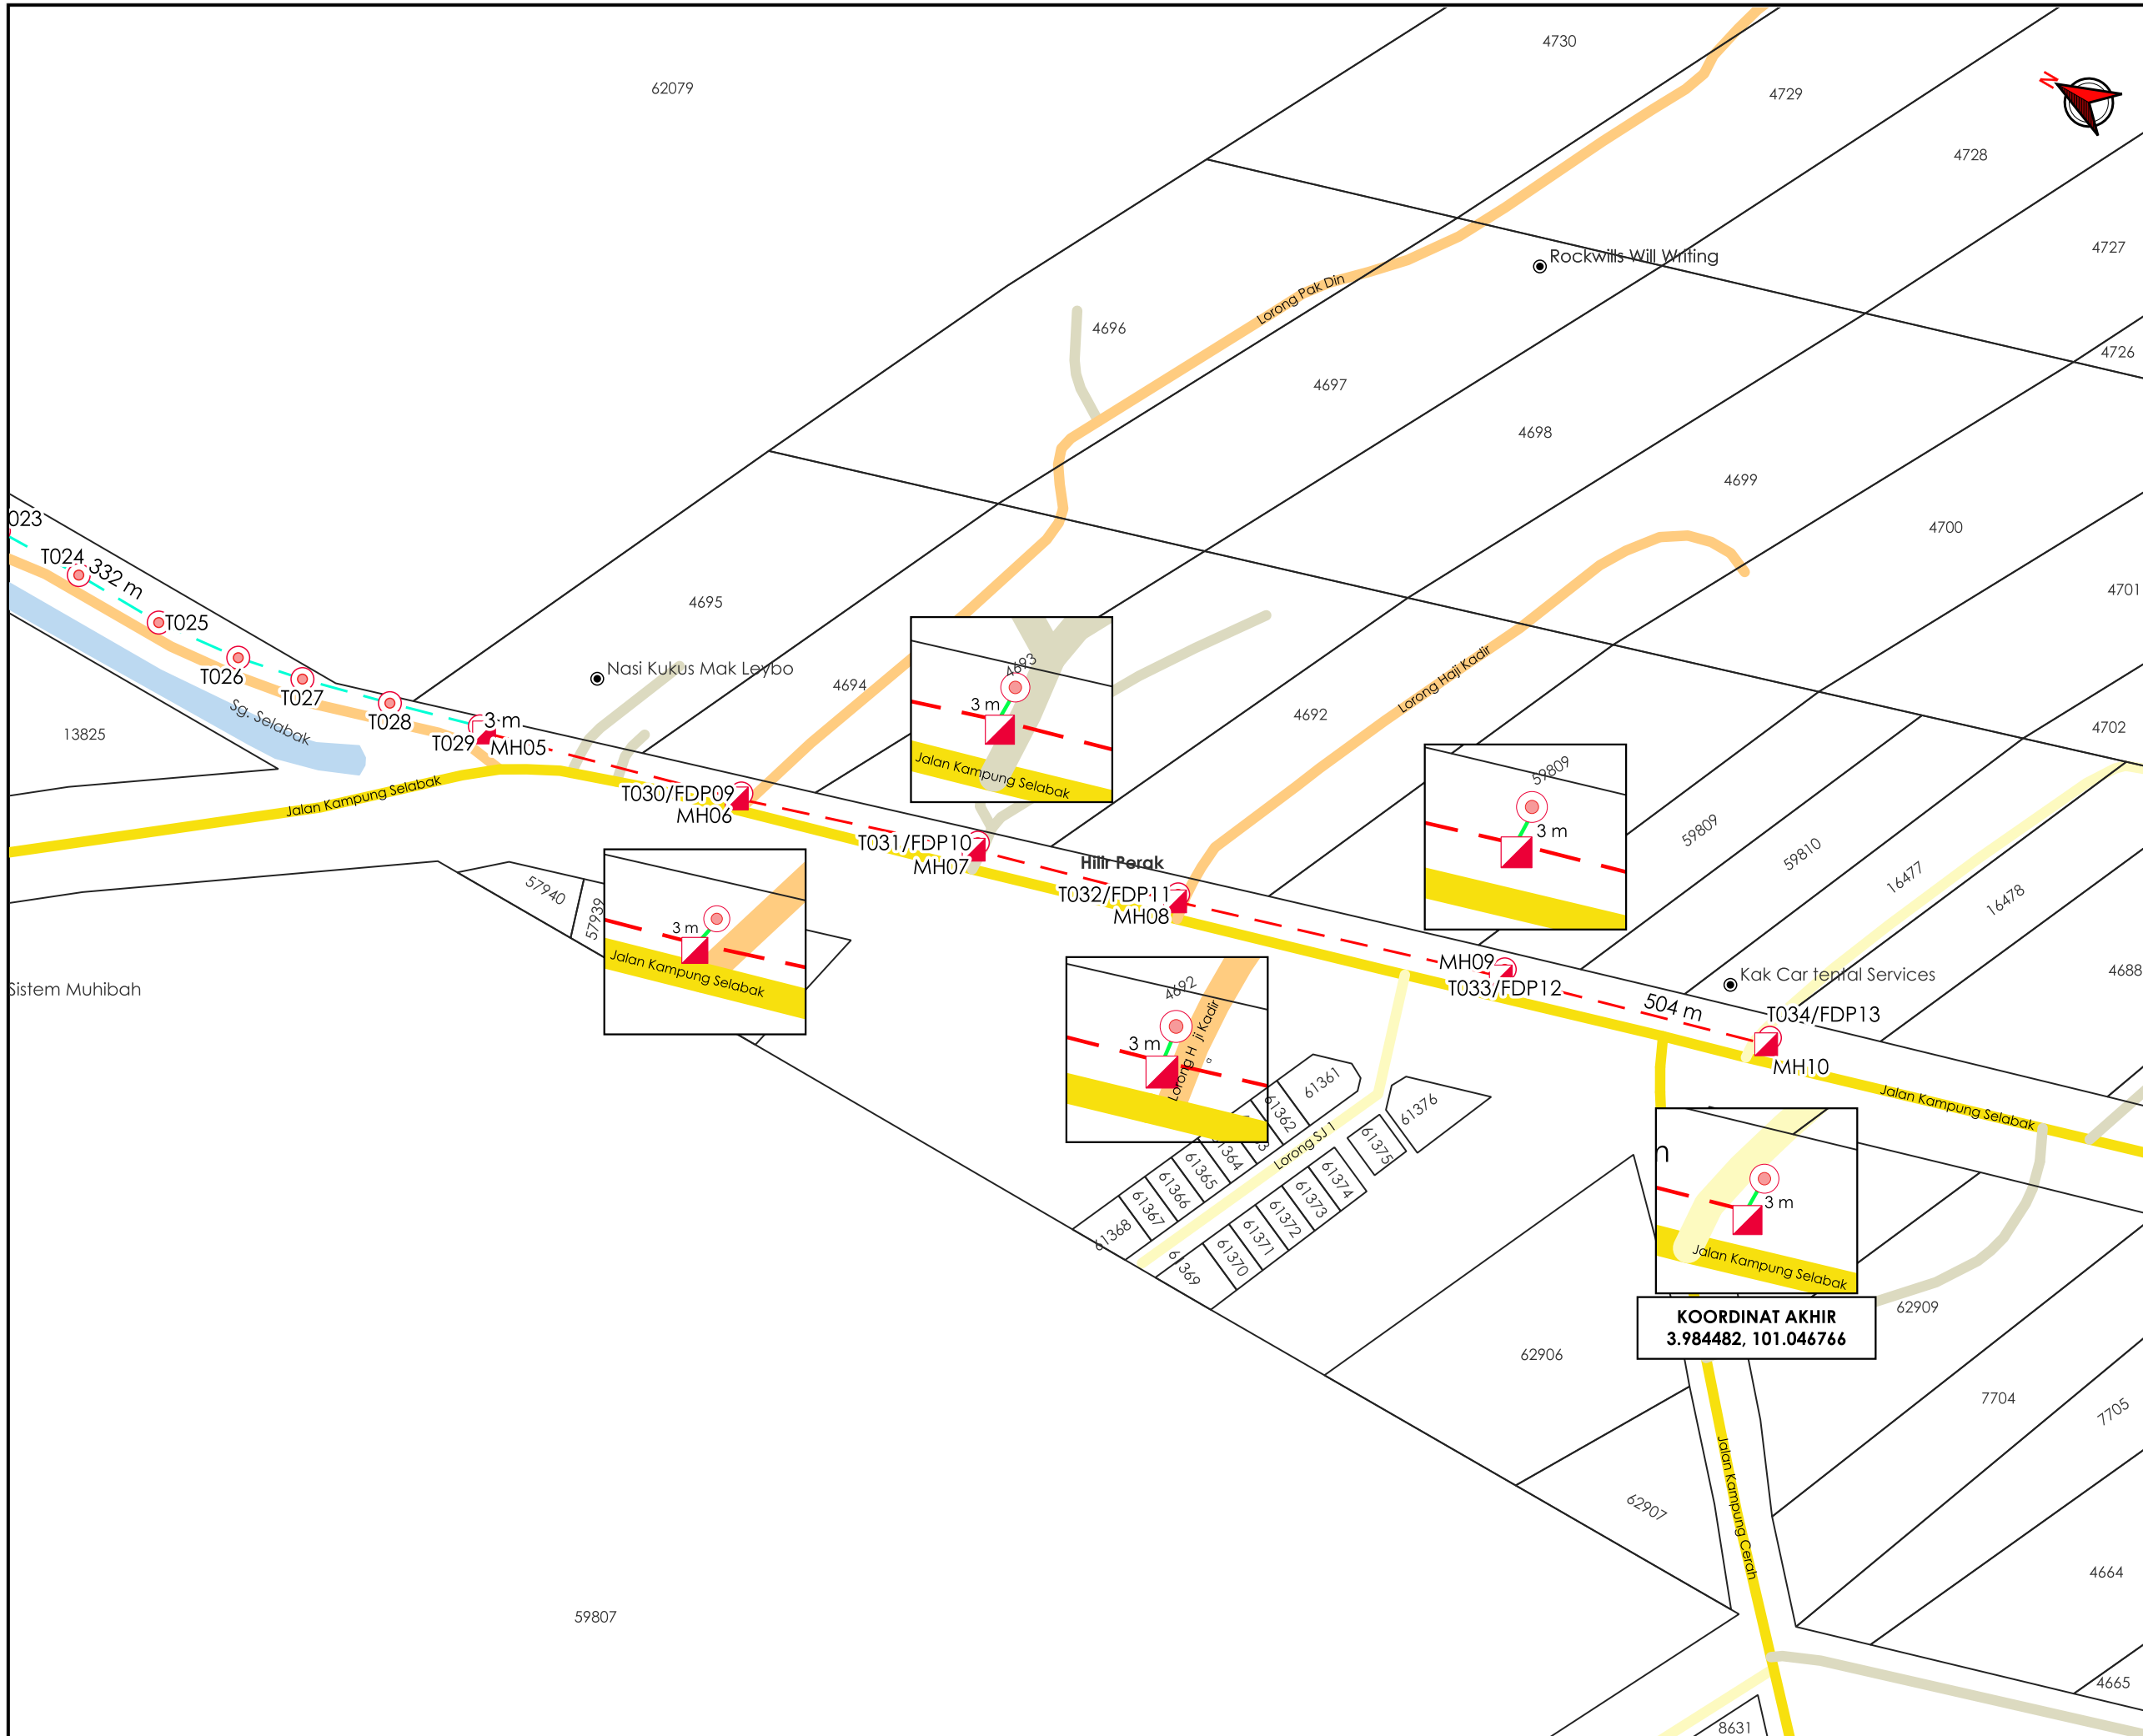 4730
62079
4729
N
4728
4727
Rockwills Will Writing
Lorong Pak Din
4696
4726
4697
4698
4699
023
4700
T024
332 m
4701
4695
T025
Nasi Kukus Mak Leybo
T026
T027
4694
4693
3 m
Jalan Kampung Selabak
Lorong Haji Kadir
4692
T028
3 m
Sg. Selabak
13825
T029
MH05
4702
59809
3 m
Jalan Kampung Selabak
T030/FDP09
MH06
59809
59810
T031/FDP10
MH07
Hilir Perak
16477
57940
57939
T032/FDP11
MH08
16478
3 m
Jalan Kampung Selabak
MH09
T033/FDP12
Kak Car tental Services
4688
Sistem Muhibah
4692
504 m
T034/FDP13
3 m
Lorong H ji Kadir
a
MH10
61361
61362
3
61376
Jalan Kampung Selabak
61375
Lorong SJ 1
61364
61365
61366
61367
61368
61374
61373
61372
61371
61370
61369
3 m
Jalan Kampung Selabak
62909
KOORDINAT AKHIR
3.984482, 101.046766
62906
7704
7705
Jalan Kampung Cerah
62907
4664
59807
4665
8631